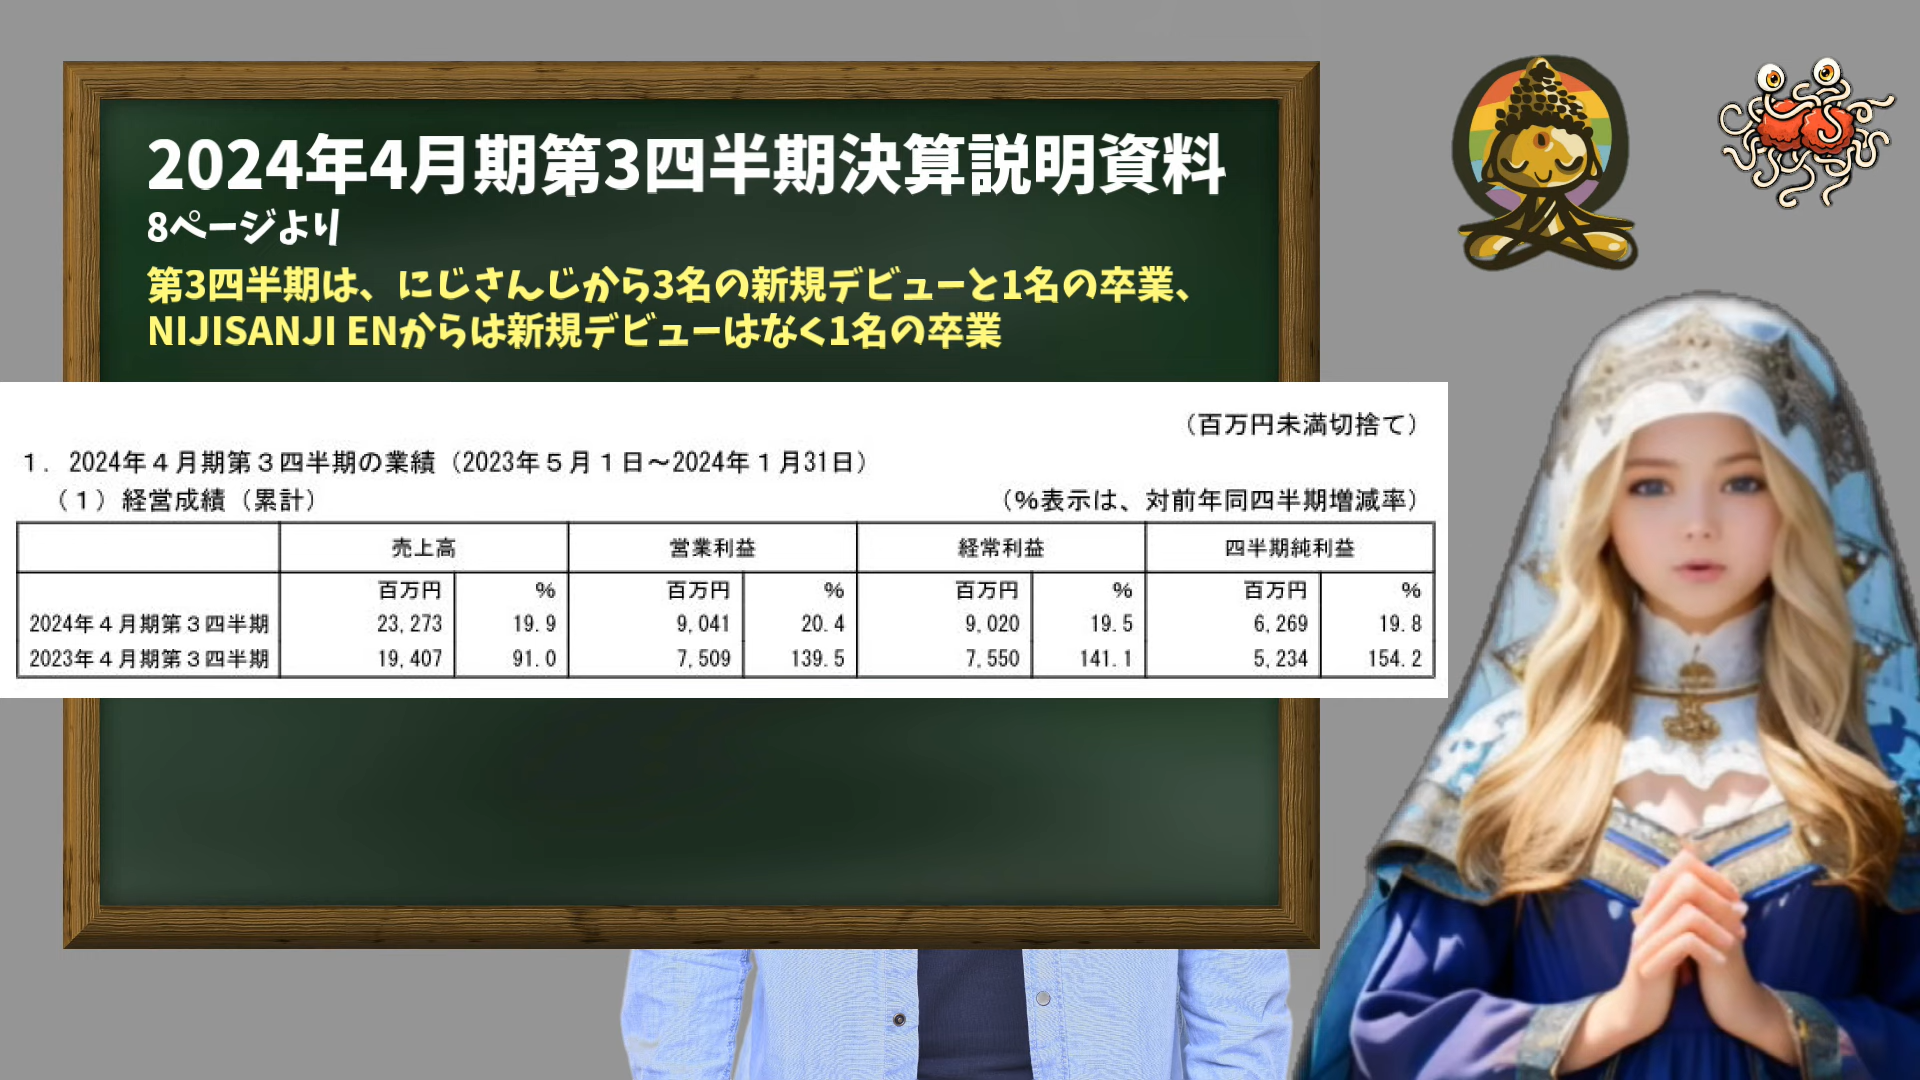 2024年4月期第3四半期決算説明資料
8ページより
第3四半期は、にじさんじから3名の新規デビューと1名の卒業、
NIJISANJI ENからは新規デビューはなく1名の卒業
（百万円未満切捨て）
１．2024年４月期第３四半期の業績（2023年５月１日～2024年１月31日）
（１）経営成績（累計） （％表示は、対前年同四半期増減率）
売上高 営業利益 経常利益 四半期純利益
百万円 ％ 百万円 ％ 百万円 ％ 百万円 ％
2024年４月期第３四半期 23,273 19.9 9,041 20.4 9,020 19.5 6,269 19.8
2023年４月期第３四半期 19,407 91.0 7,509 139.5 7,550 141.1 5,234 154.2